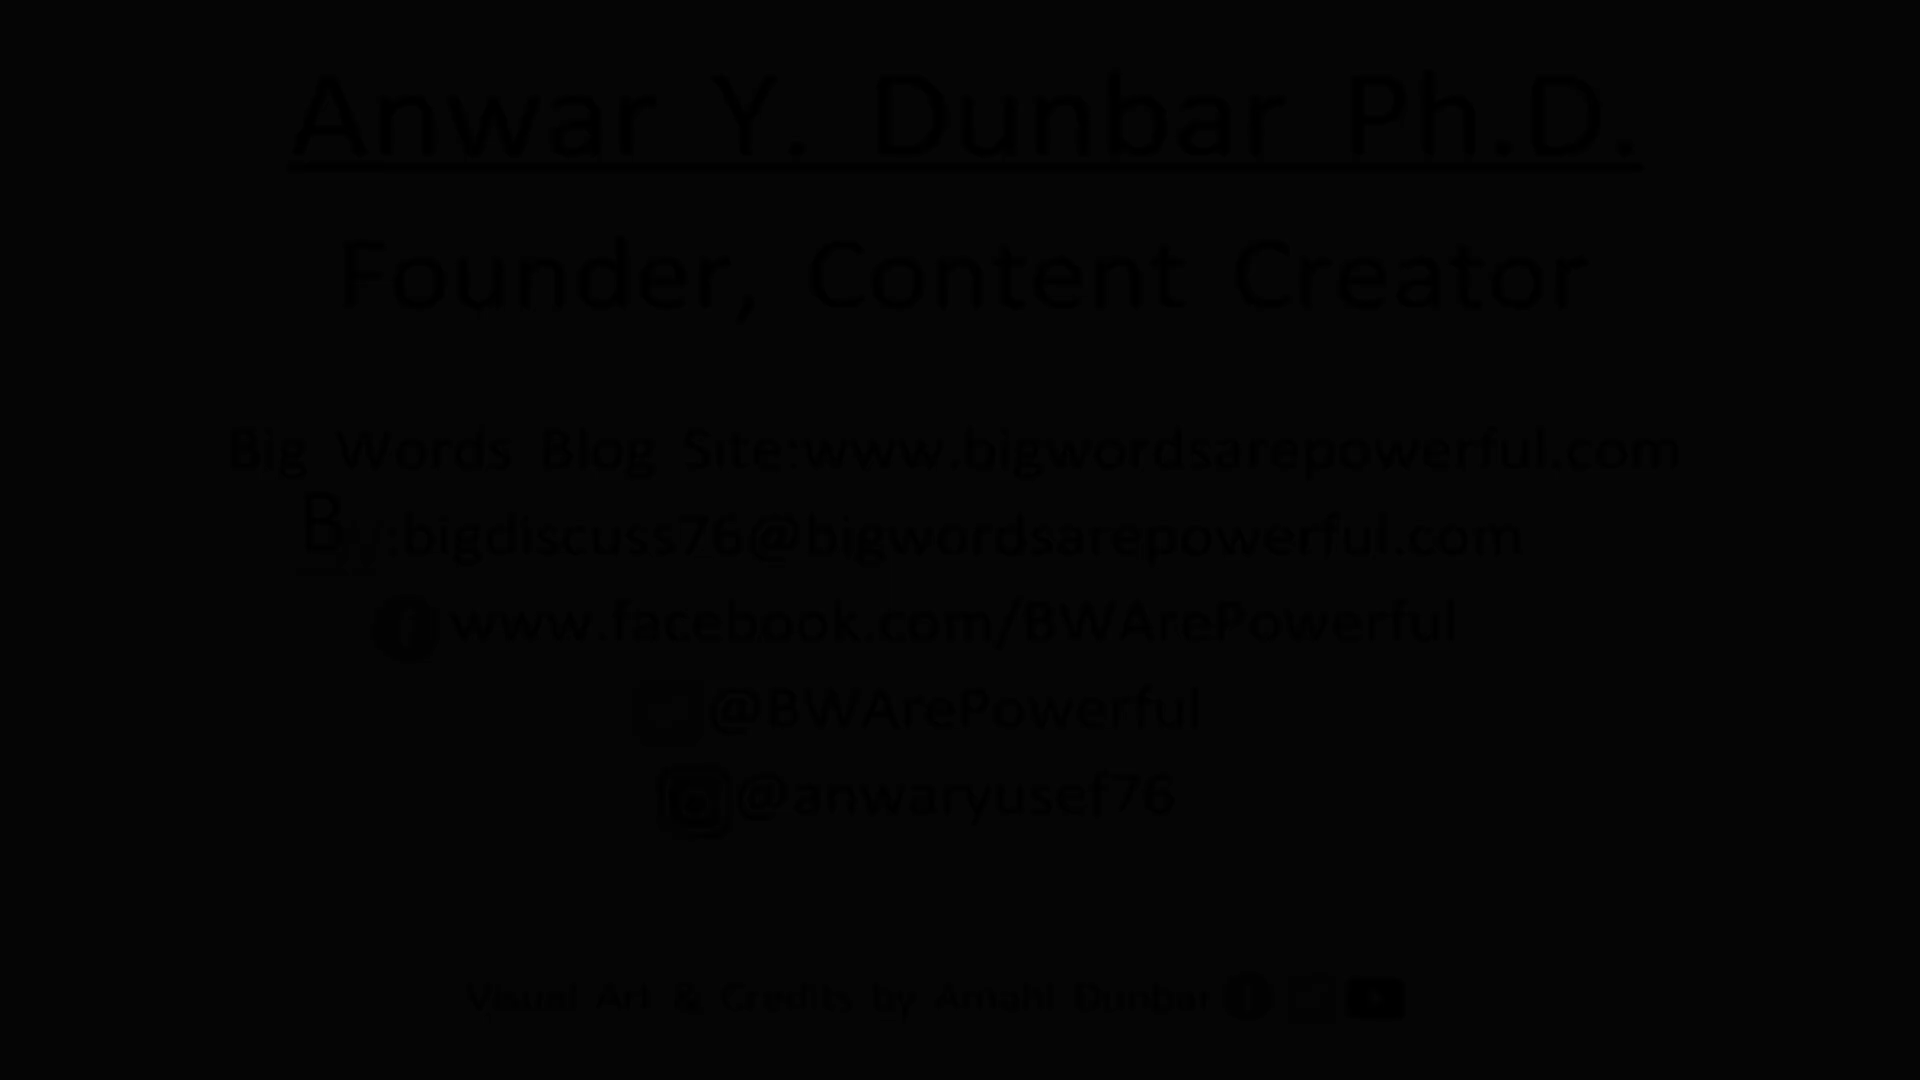 Anwar Y. Dunbar Ph.D.
Founder, Content Creator
Big Words Blog Site:www.bigwordsarepowerful.com
By:bigdiscuss76@bigwordsarepowerful.com
www.facebook.com/BWArePowerful
@BWArePowerful
@anwaryusef76
Visual Art & Credits by Amahl Dunbar